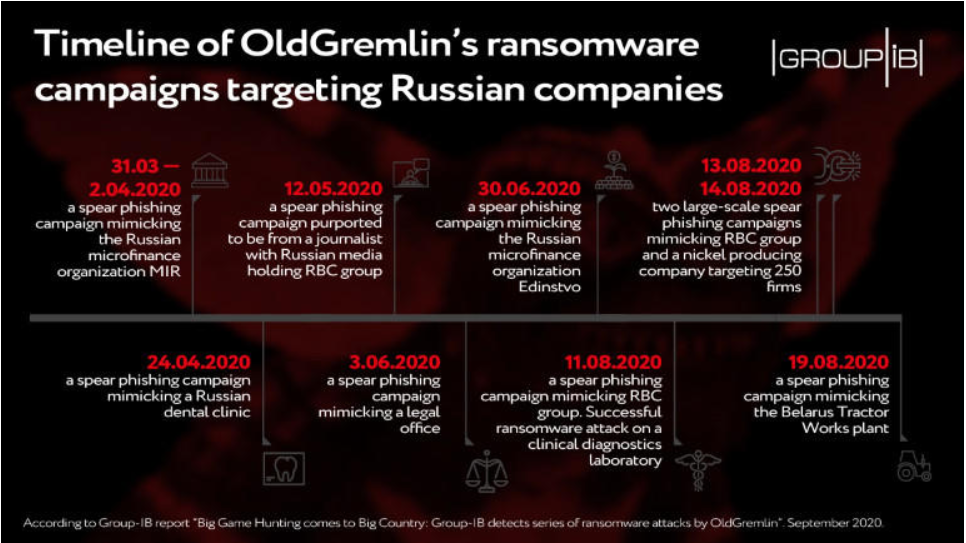 Timeline of OldGremlin's ransomware
campaigns targeting Russian companies
GROUP IB
31.03 —
2.04.2020
a spear phishing
campaign mimicking
the Russian
microfinance
organization MIR
12.05.2020
a spear phishing
campaign purported
to be from a journalist
with Russian media
holding RBC group
30.06.2020
a spear phishing
campaign mimicking
the Russian
microfinance
organization
Edinstvo
13.08.2020
14.08.2020
two large-scale spear
phishing campaigns
mimicking RBC group
and a nickel producing
company targeting 250
firms
24.04.2020
a spear phishing campaign
mimicking a Russian
dental clinic
3.06.2020
a spear phishing
campaign
mimicking a legal
office
11.08.2020
a spear phishing
campaign mimicking RBC
group. Successful
ransomware attack on a
clinical diagnostics
laboratory
19.08.2020
a spear phishing
campaign mimicking
the Belarus Tractor
Works plant
According to Group-IB report "Big Game Hunting comes to Big Country: Group-IB detects series of ransomware attacks by OldGremlin". September 2020.